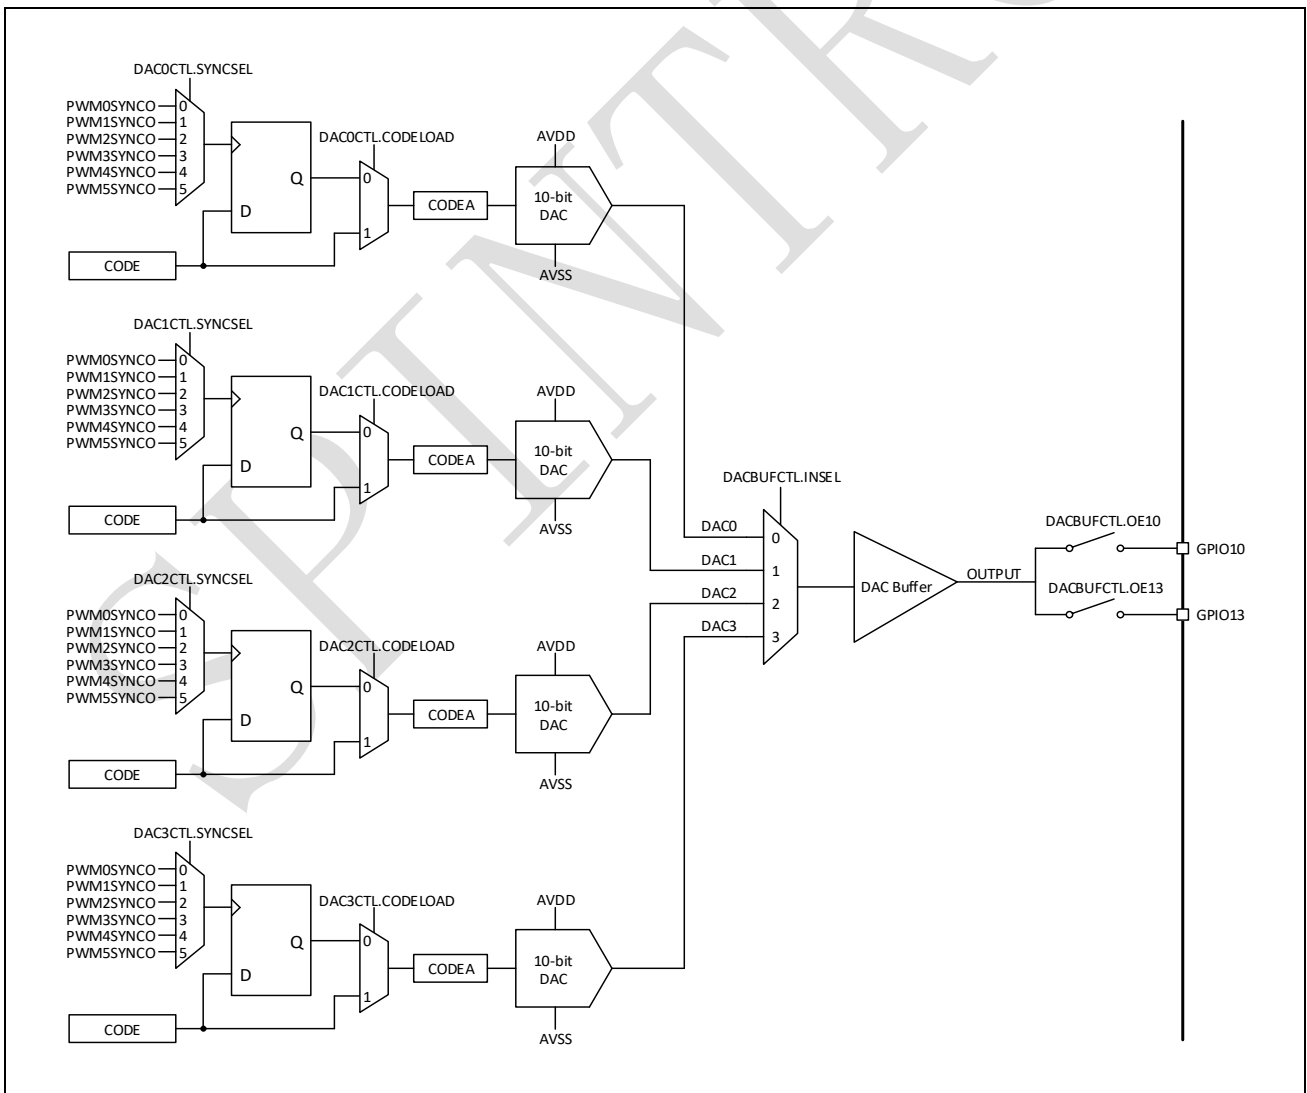 DAC0CTL.SYNCSEL
PWM0SYNCO 0
PWM1SYNCO 1
PWM2SYNCO 2
PWM3SYNCO 3
PWM4SYNCO 4
PWM5SYNCO 5
Q
D
CODE
DAC0CTL.CODELOAD
0
1
CODEA
AVDD
10-bit
DAC
AVSS
DAC1CTL.SYNCSEL
PWM0SYNCO 0
PWM1SYNCO 1
PWM2SYNCO 2
PWM3SYNCO 3
PWM4SYNCO 4
PWM5SYNCO 5
Q
D
CODE
DAC1CTL.CODELOAD
0
1
CODEA
AVDD
10-bit
DAC
AVSS
DAC2CTL.SYNCSEL
PWM0SYNCO 0
PWM1SYNCO 1
PWM2SYNCO 2
PWM3SYNCO 3
PWM4SYNCO 4
PWM5SYNCO 5
Q
D
CODE
DAC2CTL.CODELOAD
0
1
CODEA
AVDD
10-bit
DAC
AVSS
DAC3CTL.SYNCSEL
PWM0SYNCO 0
PWM1SYNCO 1
PWM2SYNCO 2
PWM3SYNCO 3
PWM4SYNCO 4
PWM5SYNCO 5
Q
D
CODE
DAC3CTL.CODELOAD
0
1
CODEA
AVDD
10-bit
DAC
AVSS
DACBUFCTL.INSEL
DAC0 0
DAC1 1
DAC2 2
DAC3 3
DAC Buffer
OUTPUT
DACBUFCTL.OE10
GPIO10
DACBUFCTL.OE13
GPIO13